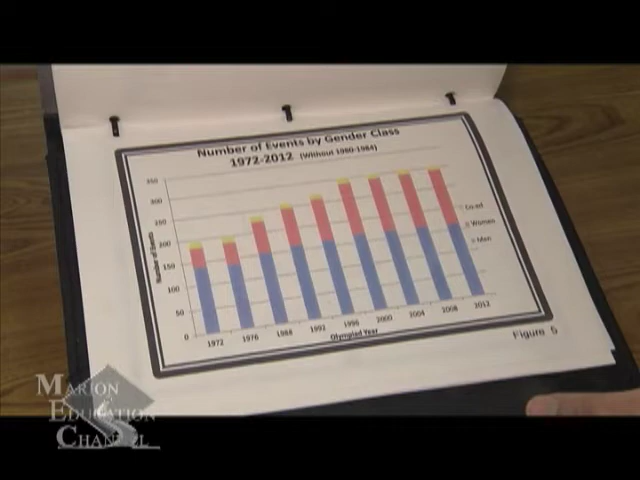 Number of Events by Gender Class
1972-2012 (Without 1980-1984)
350
300
250
200
150
100
50
0
Number of Events
Co-ed
Women
Men
1972
1976
1988
1992
1996
2000
2004
2008
2012
Olympiad Year
Figure 5
MARION
EDUCATION
CHANNEL